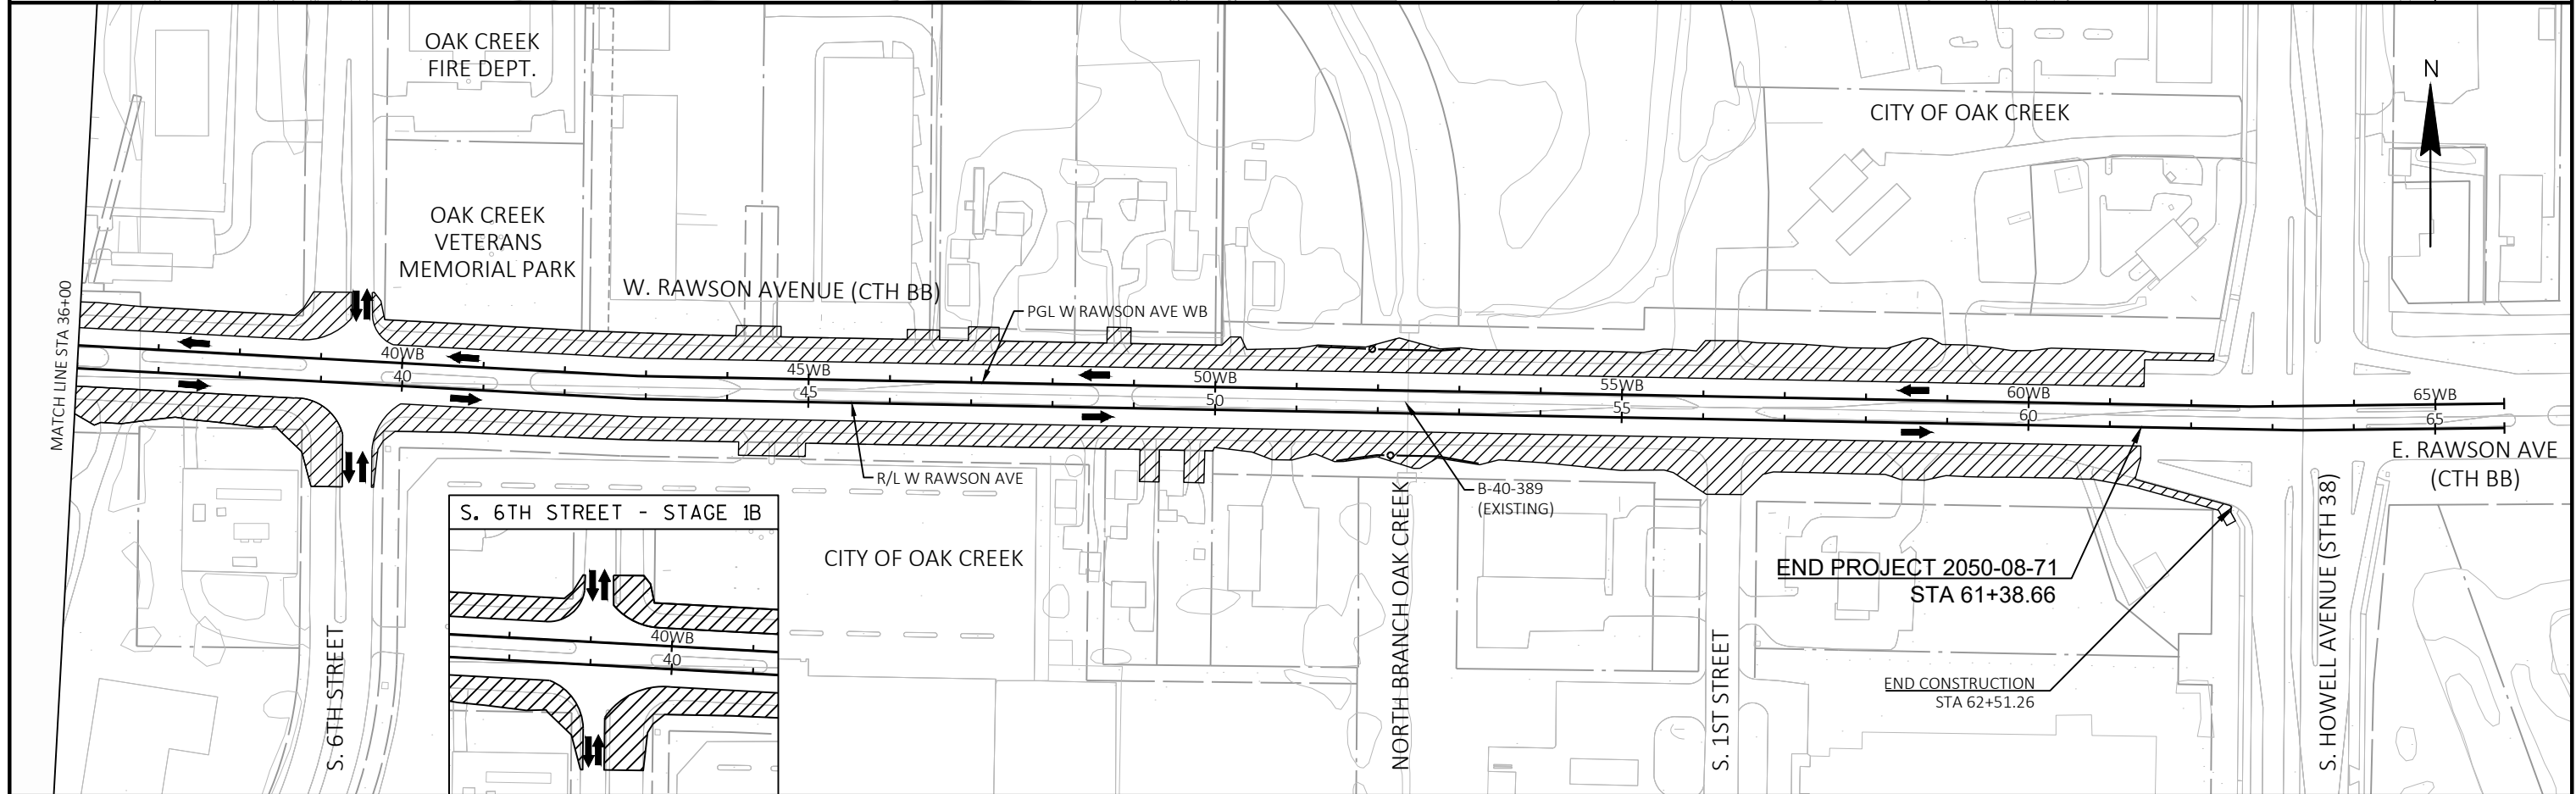 OAK CREEK
FIRE DEPT.
OAK CREEK
VETERANS
MEMORIAL PARK
CITY OF OAK CREEK
N
W. RAWSON AVENUE (CTH BB)
PGL W RAWSON AVE WB
MATCH LINE STA 36+00
40WB
40
45WB
45
50WB
50
55WB
55
60WB
60
65WB
65
E. RAWSON AVE
(CTH BB)
R/L W RAWSON AVE
B-40-389
(EXISTING)
S. 6TH STREET - STAGE 1B
40WB
40
CITY OF OAK CREEK
END PROJECT 2050-08-71
STA 61+38.66
END CONSTRUCTION
STA 62+51.26
S. 6TH STREET
NORTH BRANCH OAK CREEK
S. 1ST STREET
S. HOWELL AVENUE (STH 38)